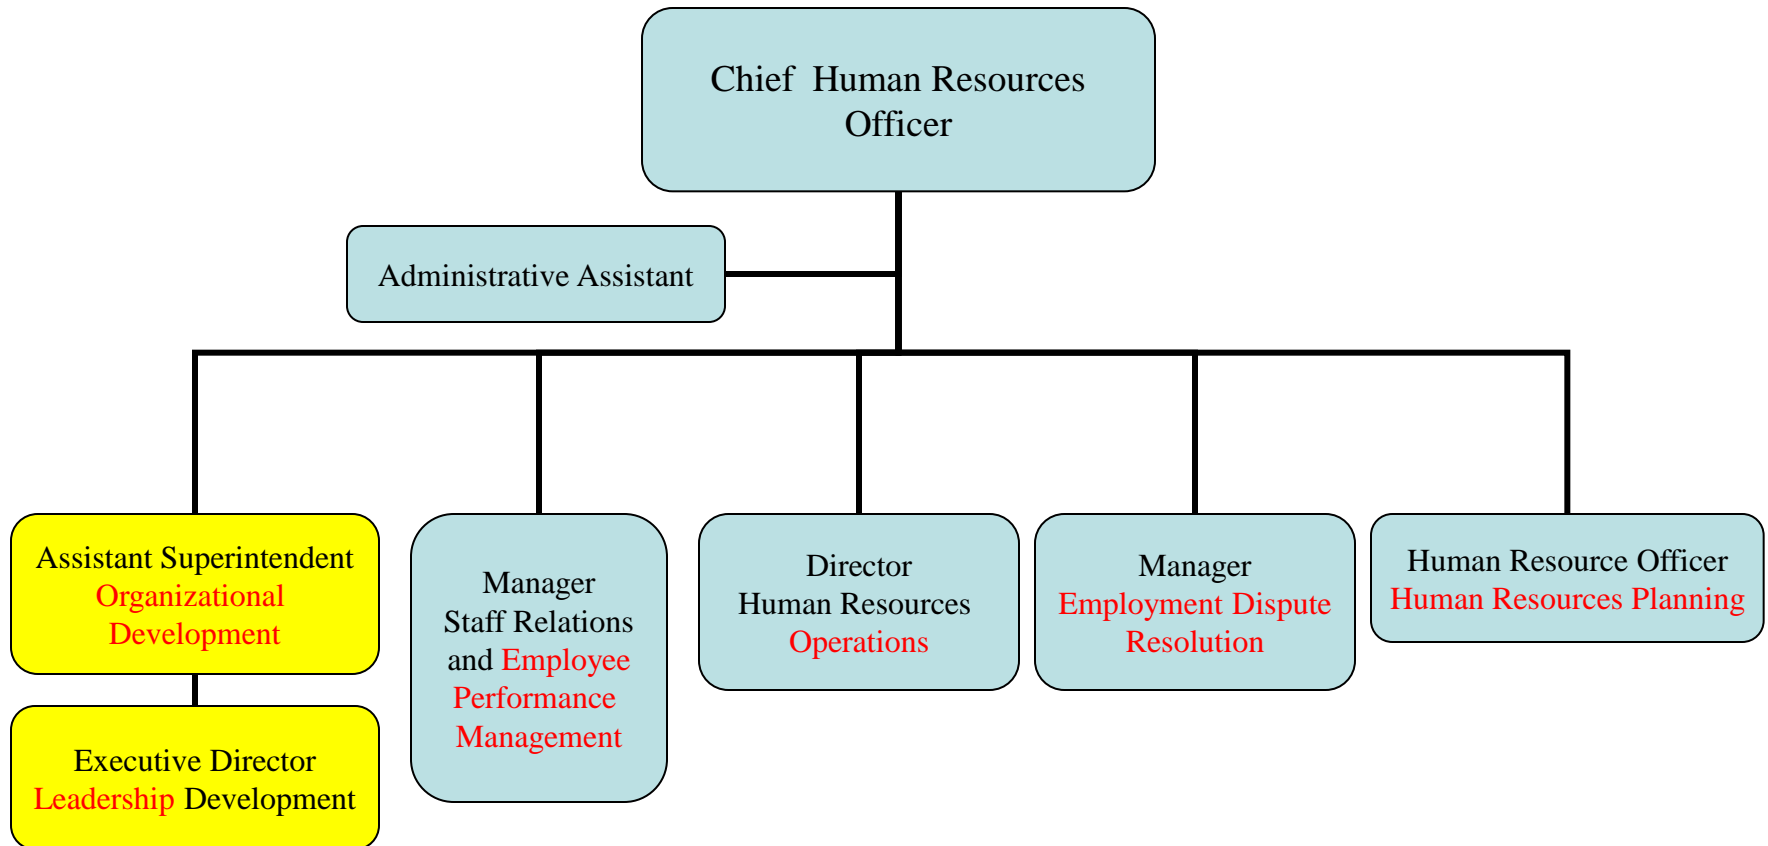 Chief  Human Resources
Officer
Administrative Assistant
Assistant Superintendent
Organizational
Development
Executive Director
Leadership Development
Manager
Staff Relations
and Employee
Performance
Management
Director
Human Resources
Operations
Manager
Employment Dispute
Resolution
Human Resource Officer
Human Resources Planning